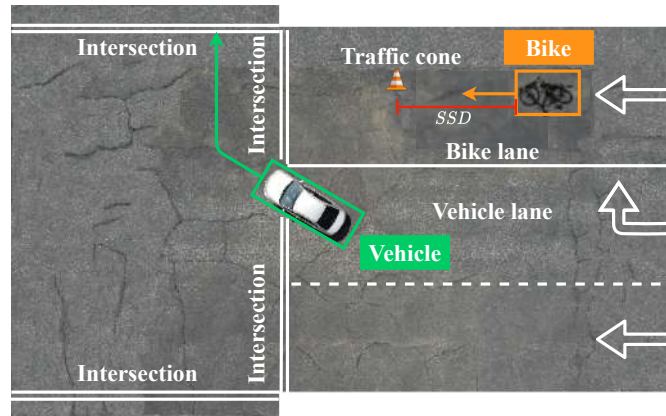 Intersection
Intersection
Traffic cone
Bike
SSD
Bike lane
Vehicle lane
Vehicle
Intersection
Intersection